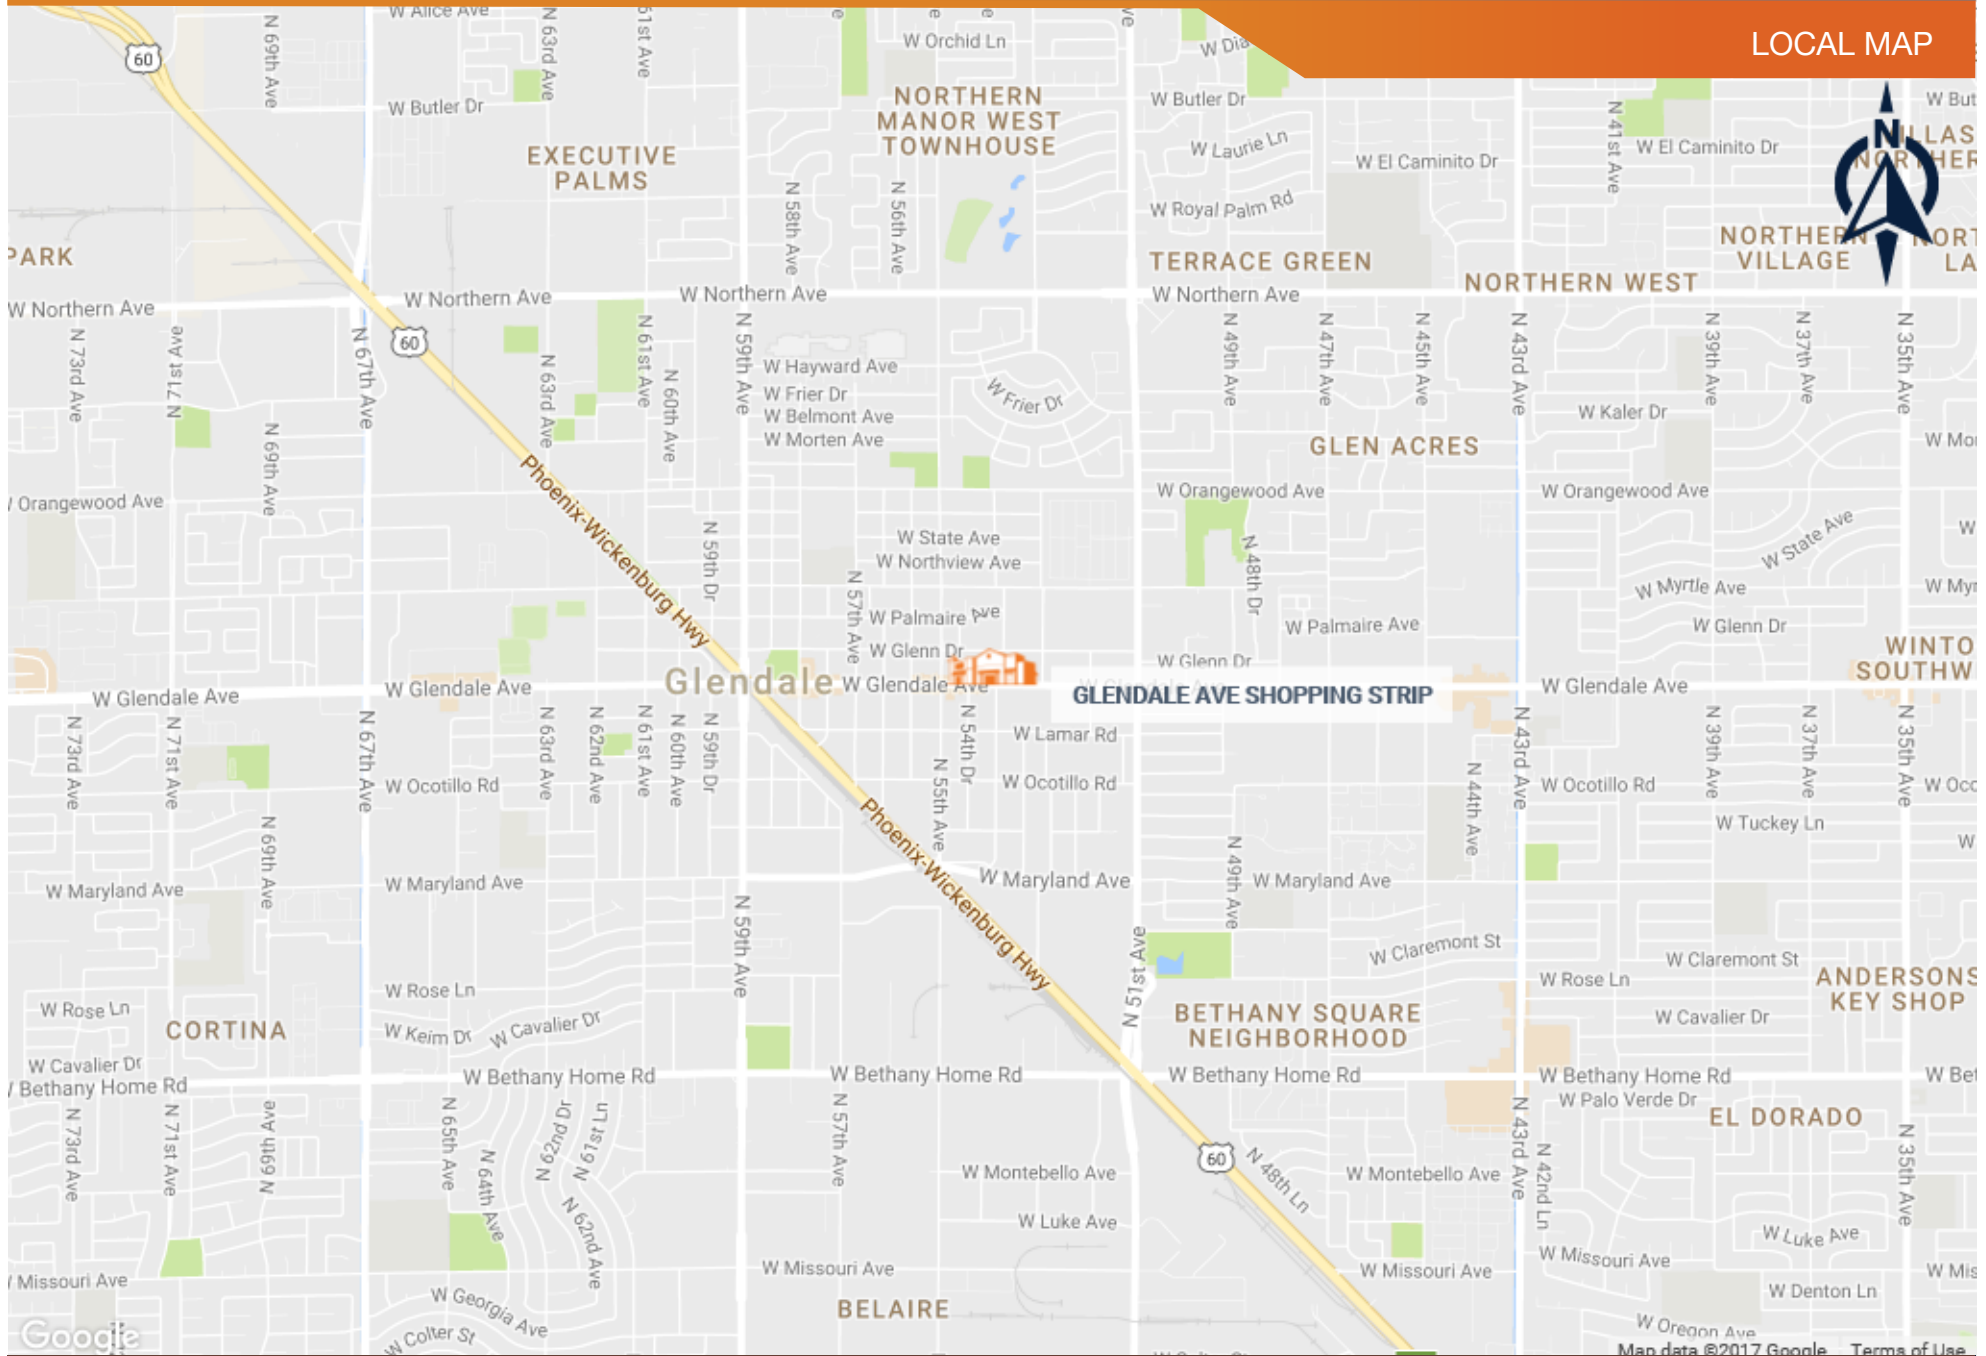 LOCAL MAP
W Alice Ave
60
N 69th Ave
N 63rd Ave
51st Ave
W Orchid Ln
W Butler Dr
NORTHERN
MANOR WEST
TOWNHOUSE
W Butler Dr
W Laurie Ln
W El Caminito Dr
N 41st Ave
W El Caminito Dr
W But
N
EXECUTIVE
PALMS
N 58th Ave
N 56th Ave
W Royal Palm Rd
PARK
TERRACE GREEN
NORTHERN WEST
NORTHERN
VILLAGE
W Northern Ave
W Northern Ave
W Northern Ave
W Northern Ave
N 73rd Ave
N 71st Ave
N 67th Ave
60
N 63rd Ave
N 61st Ave
N 60th Ave
N 59th Ave
W Hayward Ave
W Frier Dr
W Belmont Ave
W Morten Ave
W Frier Dr
N 49th Ave
N 47th Ave
N 45th Ave
N 43rd Ave
N 39th Ave
N 37th Ave
N 35th Ave
W Kaler Dr
GLEN ACRES
W Mor
N 69th Ave
Orangewood Ave
W Orangewood Ave
W Orangewood Ave
Phoenix-Wickenburg Hwy
N 59th Dr
W State Ave
W Northview Ave
N 57th Ave
N 48th Dr
W State Ave
W Myrtle Ave
W Myr
W Palmaire Ave
W Palmaire Ave
W Glenn Dr
W Glenn Dr
W Glenn Dr
WINTO
SOUTHW
Glendale
W Glendale Ave
W Glendale Ave
W Glendale Ave
GLENDALE AVE SHOPPING STRIP
W Glendale Ave
N 73rd Ave
N 71st Ave
N 67th Ave
N 63rd Ave
N 62nd Ave
N 61st Ave
N 60th Ave
N 59th Dr
N 54th Dr
W Lamar Rd
N 43rd Ave
N 39th Ave
N 37th Ave
N 35th Ave
W Ocotillo Rd
N 55th Ave
W Ocotillo Rd
N 44th Ave
W Ocotillo Rd
W Oco
W Tuckey Ln
N 69th Ave
Phoenix-Wickenburg Hwy
N 49th Ave
W Maryland Ave
W Maryland Ave
W Maryland Ave
W Maryland Ave
N 59th Ave
N 51st Ave
W Claremont St
W Claremont St
W Rose Ln
W Rose Ln
W Rose Ln
ANDERSONS
KEY SHOP
CORTINA
W Keim Dr
W Cavalier Dr
BETHANY SQUARE
NEIGHBORHOOD
W Cavalier Dr
W Cavalier Dr
Bethany Home Rd
W Bethany Home Rd
W Bethany Home Rd
W Bethany Home Rd
W Bethany Home Rd
W Bet
W Palo Verde Dr
EL DORADO
N 73rd Ave
N 71st Ave
N 69th Ave
N 65th Ave
N 64th Ave
N 62nd Dr
N 61st Ln
N 57th Ave
60
N 48th Ln
N 43rd Ave
N 42nd Ln
N 35th Ave
W Montebello Ave
W Montebello Ave
N 62nd Ave
W Luke Ave
W Luke Ave
Missouri Ave
W Missouri Ave
W Missouri Ave
W Missouri Ave
W Mis
W Denton Ln
W Georgia Ave
BELAIRE
W Colter St
W Oregon Ave
Google
Map data ©2017 Google
Terms of Use